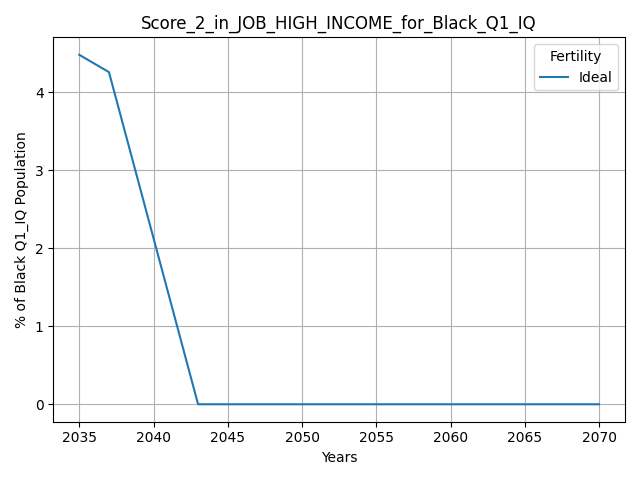 Score_2_in_JOB_HIGH_INCOME_for_Black_Q1_IQ
Fertility
Ideal
% of Black Q1_IQ Population
4
3
2
1
0
2035 2040 2045 2050 2055 2060 2065 2070
Years